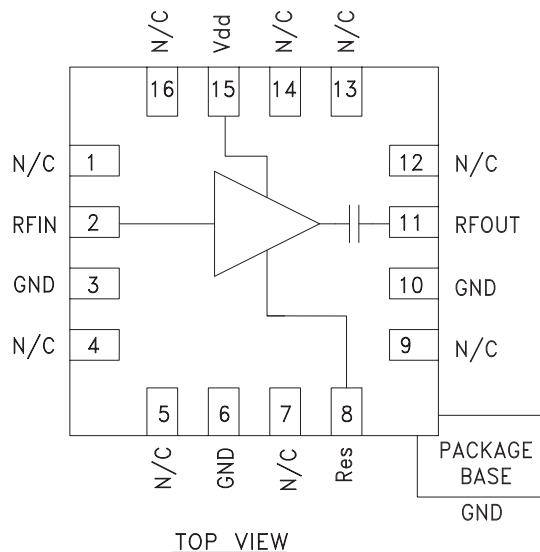 N/C
Vdd
N/C
N/C
16
15
14
13
N/C
1
12
N/C
RFIN
2
11
RFOUT
GND
3
10
GND
N/C
4
9
N/C
5
6
7
8
N/C
GND
N/C
Res
PACKAGE
BASE
GND
TOP VIEW